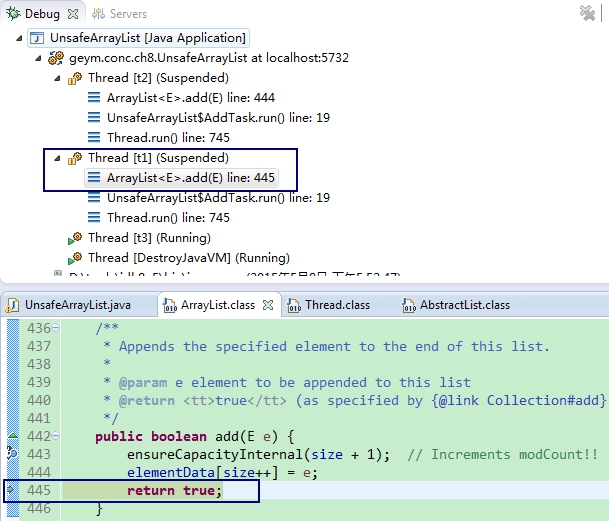 Debug Servers
UnsafeArrayList [Java Application]
geym.conc.ch8.UnsafeArrayList at localhost:5732
Thread [t2] (Suspended)
ArrayList<E>.add(E) line: 444
UnsafeArrayList$AddTask.run() line: 19
Thread.run() line: 745
Thread [t1] (Suspended)
ArrayList<E>.add(E) line: 445
UnsafeArrayList$AddTask.run() line: 19
Thread.run() line: 745
Thread [t3] (Running)
Thread [DestroyJavaVM] (Running)
UnsafeArrayList.java ArrayList.class Thread.class AbstractList.class
436 /**
437 * Appends the specified element to the end of this list.
438 *
439 * @param e element to be appended to this list
440 * @return <tt>true</tt> (as specified by {@link Collection#add}
441 */
442 public boolean add(E e) {
443 ensureCapacityInternal(size + 1); // Increments modCount!!
444 elementData[size++] = e;
445 return true;
446 }